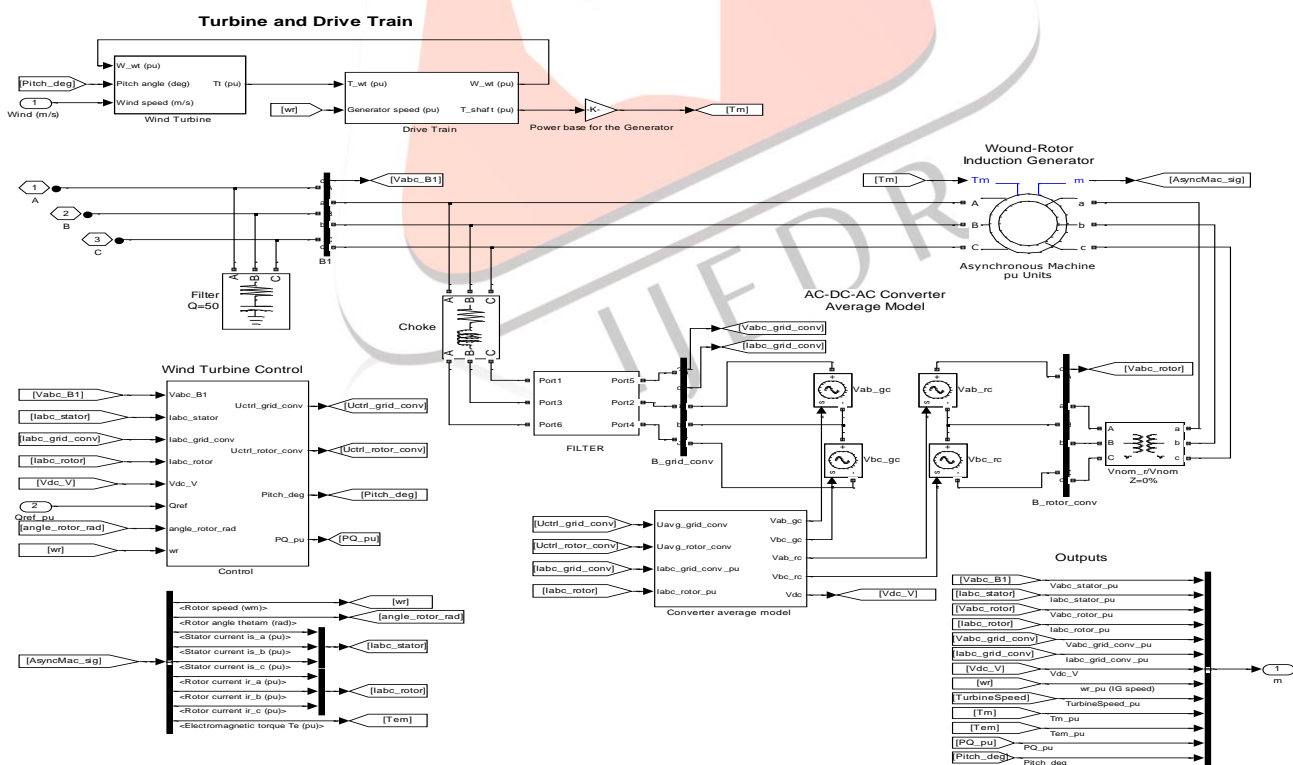 Turbine and Drive Train
W_wt (pu)
Pitch angle (deg)
Wind speed (m/s)
Tt (pu)
Wind Turbine
[Pitch_deg]
1
Wind (m/s)
T_wt (pu)
Generator speed (pu)
W_wt (pu)
T_shaft (pu)
Drive Train
[wr]
-K-
Power base for the Generator
[Tm]
1
A
2
B
3
C
[Vabc_B1]
A
a
b
c
B1
A B C
Filter
Q=50
Wound-Rotor
Induction Generator
[Tm]
Tm
m
[AsyncMac_sig]
A
B
C
a
b
c
Asynchronous Machine
pu Units
IJEDR
A B C
Choke
A B C
AC-DC-AC Converter
Average Model
[Vabc_grid_conv]
[Iabc_grid_conv]
Port1
Port3
Port6
Port5
Port2
Port4
FILTER
B_grid_conv
Vab_gc
Vbc_gc
Vab_rc
Vbc_rc
s
s
s
s
[Vabc_rotor]
B_rotor_conv
A
B
C
a
b
c
Vnom_r/Vnom
Z=0%
Wind Turbine Control
[Vabc_B1]
[Iabc_stator]
[Iabc_grid_conv]
[Iabc_rotor]
[Vdc_V]
2
Qref_pu
[angle_rotor_rad]
[wr]
Vabc_B1
Iabc_stator
Iabc_grid_conv
Iabc_rotor
Vdc_V
Qref
angle_rotor_rad
wr
Uctrl_grid_conv
Uctrl_rotor_conv
Pitch_deg
PQ_pu
Control
[Uctrl_grid_conv]
[Uctrl_rotor_conv]
[Pitch_deg]
[PQ_pu]
[Uctrl_grid_conv]
[Uctrl_rotor_conv]
[Iabc_grid_conv]
[Iabc_rotor]
Uavg_grid_conv
Uavg_rotor_conv
Iabc_grid_conv_pu
Iabc_rotor_pu
Vab_gc
Vbc_gc
Vab_rc
Vbc_rc
Vdc
Converter average model
[Vdc_V]
[AsyncMac_sig]
<Rotor speed (wm)>
<Rotor angle thetam (rad)>
<Stator current is_a (pu)>
<Stator current is_b (pu)>
<Stator current is_c (pu)>
<Rotor current ir_a (pu)>
<Rotor current ir_b (pu)>
<Rotor current ir_c (pu)>
<Electromagnetic torque Te (pu)>
[wr]
[angle_rotor_rad]
[Iabc_stator]
[Iabc_rotor]
[Tem]
Outputs
[Vabc_B1]
Vabc_stator_pu
[Iabc_stator]
Iabc_stator_pu
[Vabc_rotor]
Vabc_rotor_pu
[Iabc_rotor]
Iabc_rotor_pu
[Vabc_grid_conv]
Vabc_grid_conv_pu
[Iabc_grid_conv]
Iabc_grid_conv_pu
[Vdc_V]
Vdc_V
[wr]
wr_pu (IG speed)
[TurbineSpeed]
TurbineSpeed_pu
[Tm]
Tm_pu
[Tem]
Tem_pu
[PQ_pu]
PQ_pu
[Pitch_deg]
Pitch_deg
1
m